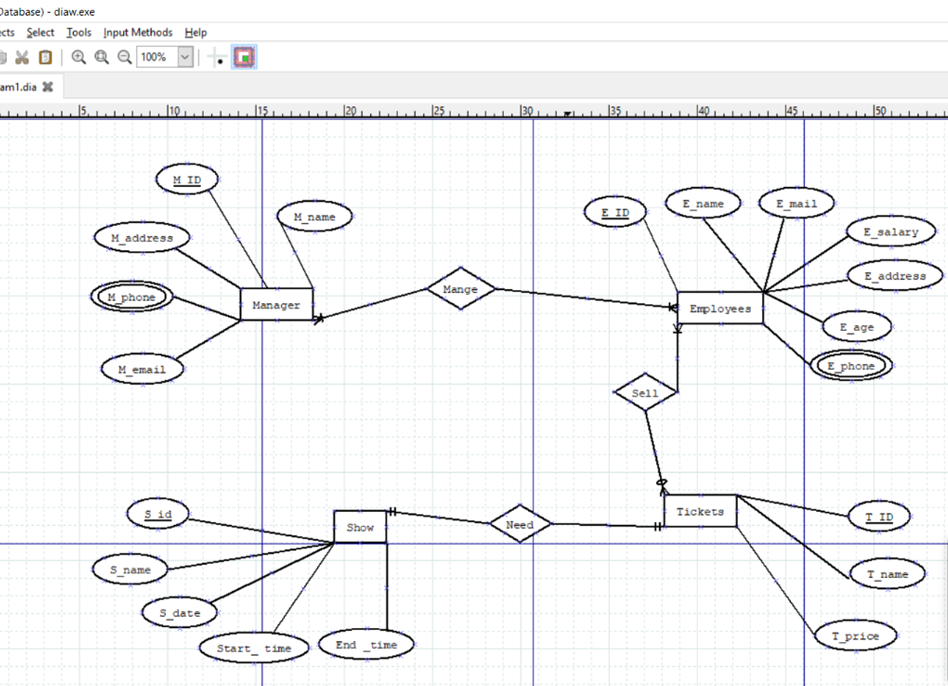 Database) - diaw.exe
cts Select Tools Input Methods Help
100%
am1.dia
5 10 15 20 25 30 35 40 45 50
M_ID
M_name
M_address
M_phone
Manager
M_email
Mange
E_ID
E_name
E_mail
E_salary
E_address
Employees
E_age
E_phone
Sell
S_id
Show
Need
Tickets
T_ID
S_name
T_name
S_date
Start_ time
End _time
T_price